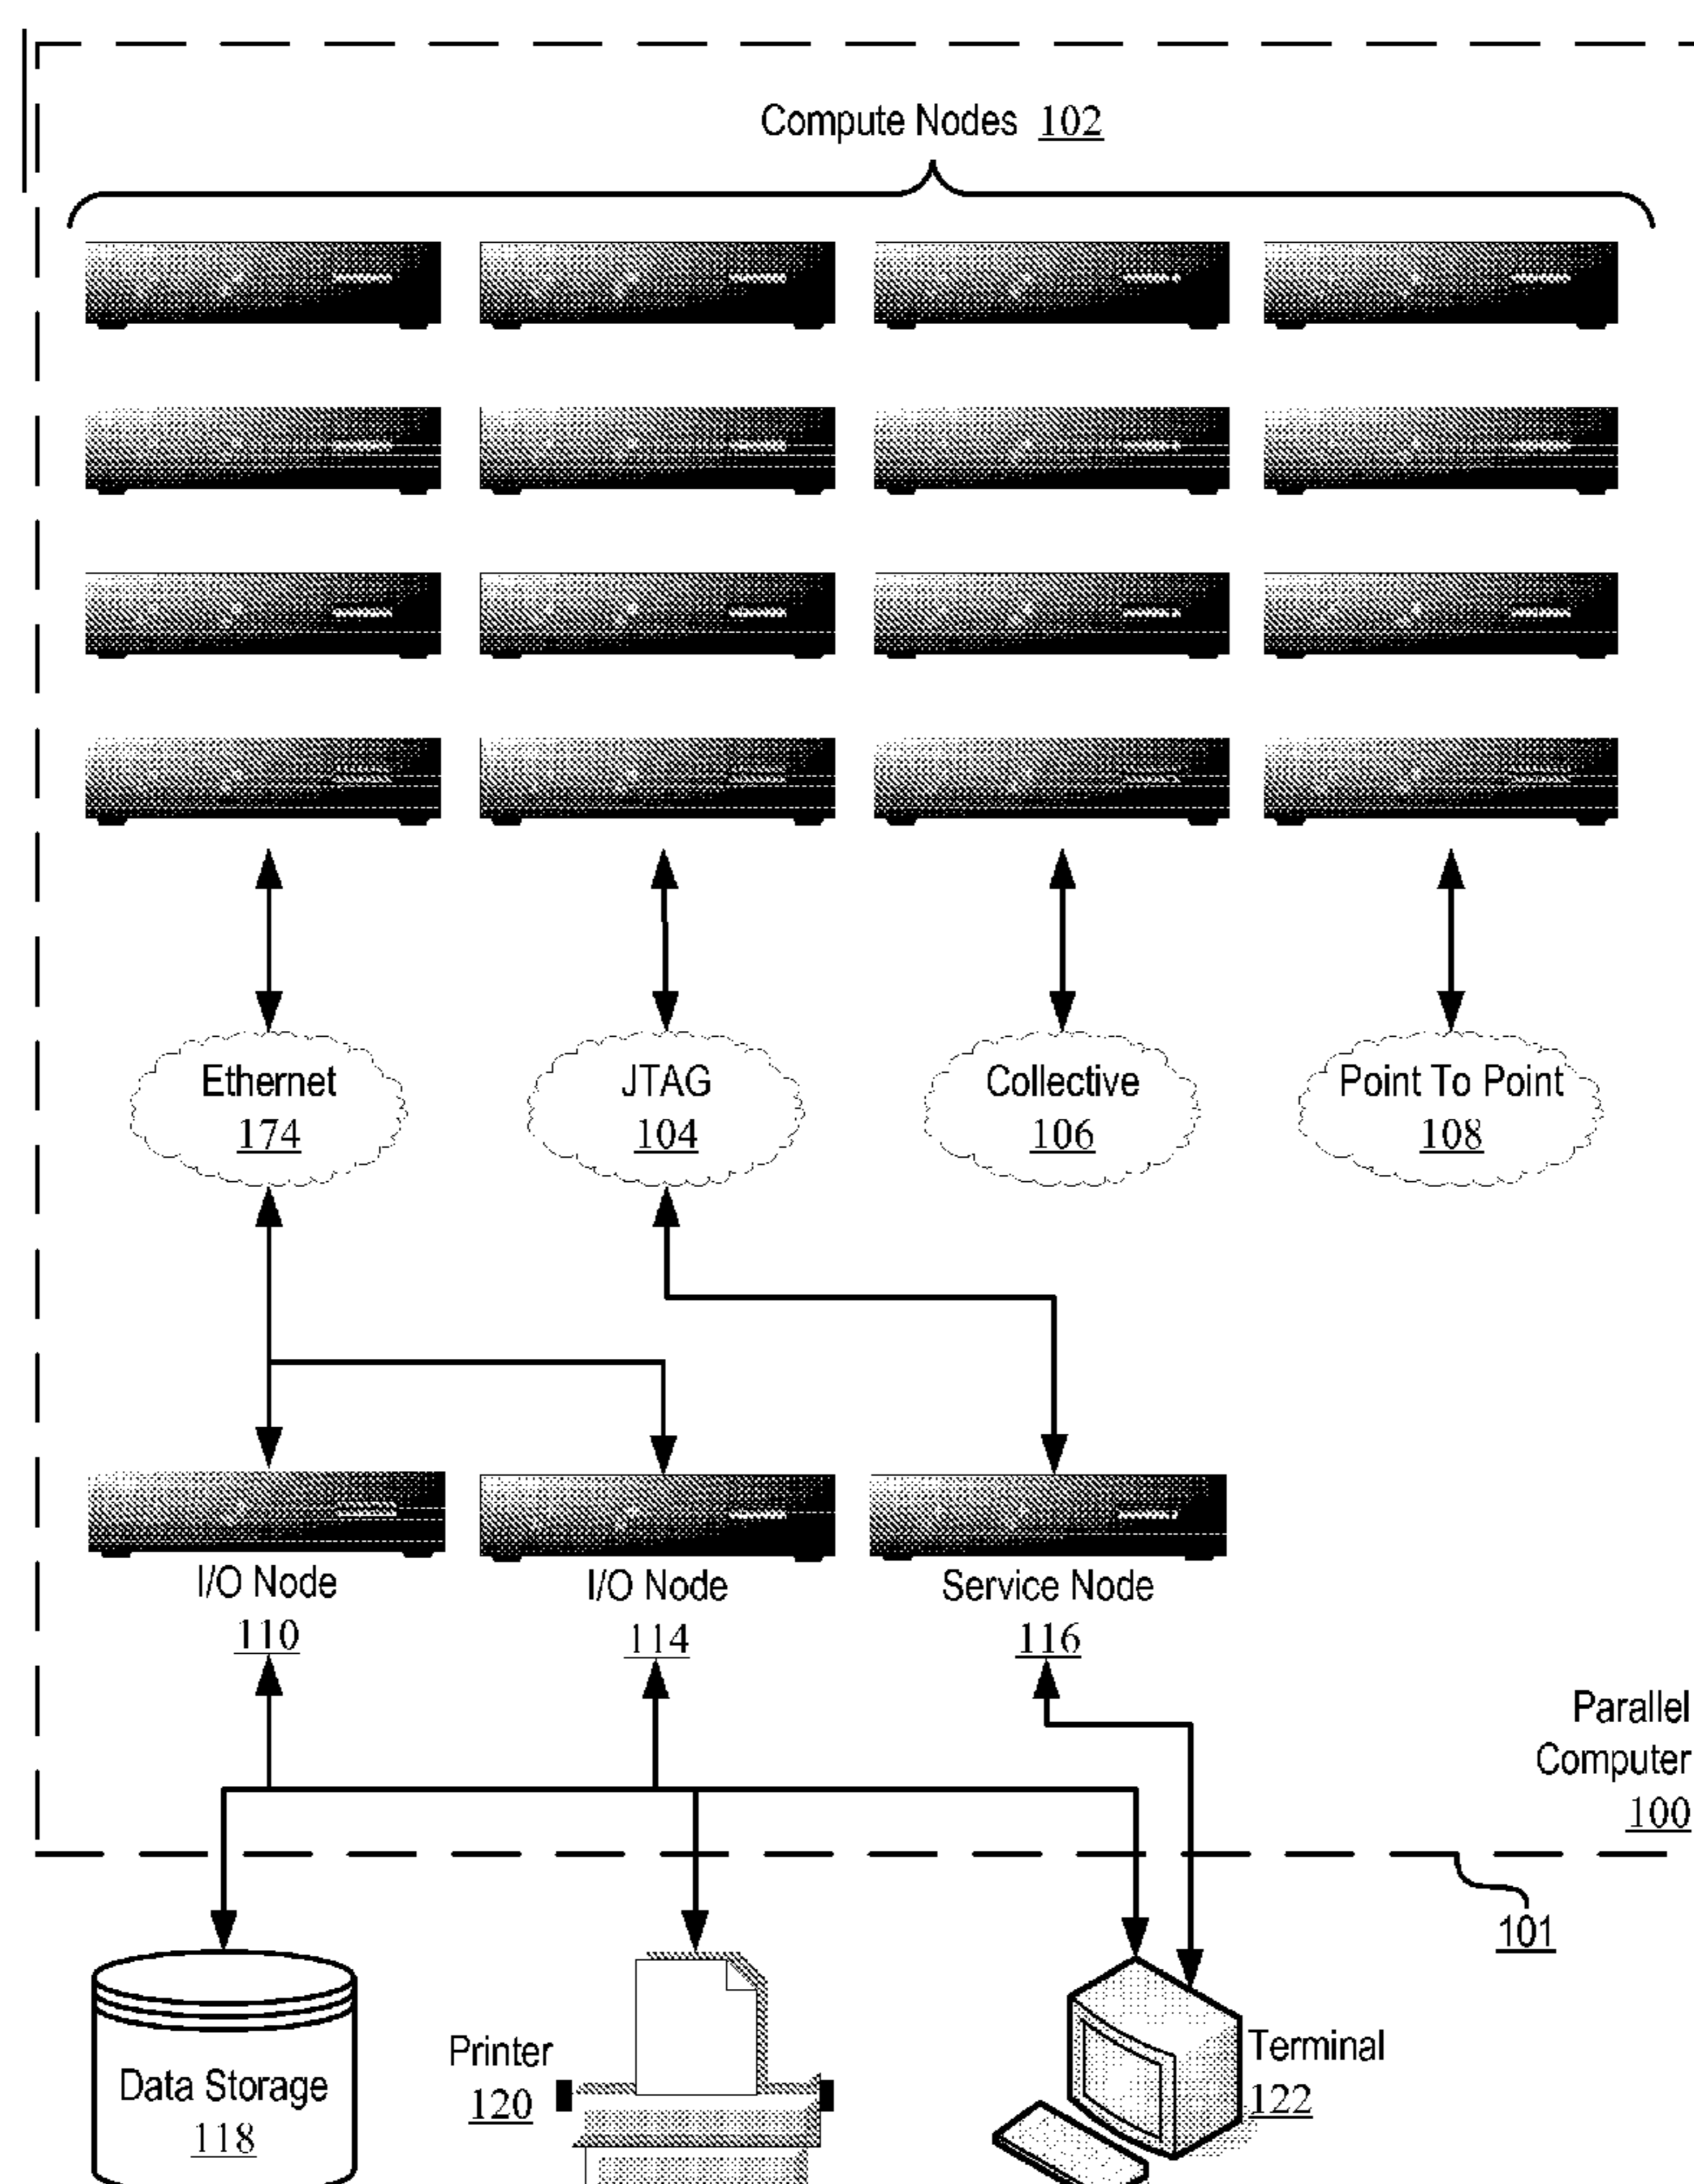 Compute Nodes 102
Ethernet
174
JTAG
104
Collective
106
Point To Point
108
I/O Node
110
I/O Node
114
Service Node
116
Parallel
Computer
100
101
Data Storage
118
Printer
120
Terminal
122